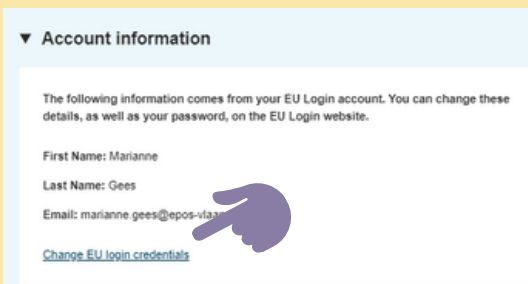 Account information
The following information comes from your EU Login account. You can change these
details, as well as your password, on the EU Login website.
First Name: Marianne
Last Name: Gees
Email: marianne.gees@epos-vlaa
Change EU login credentials